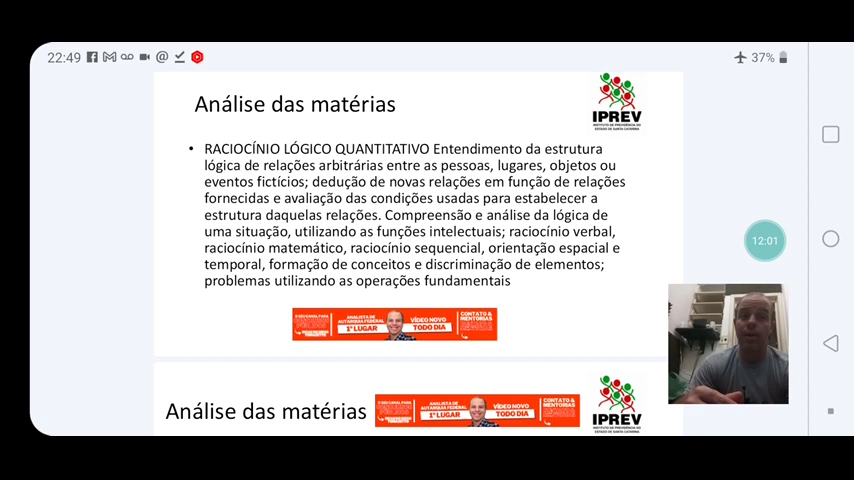 22:49
37%
Análise das matérias
IPREV
INSTITUTO DE PREVIDÊNCIA DO
ESTADO DE SANTA CATARINA
• RACIOCÍNIO LÓGICO QUANTITATIVO Entendimento da estrutura
lógica de relações arbitrárias entre as pessoas, lugares, objetos ou
eventos fictícios; dedução de novas relações em função de relações
fornecidas e avaliação das condições usadas para estabelecer a
estrutura daquelas relações. Compreensão e análise da lógica de
uma situação, utilizando as funções intelectuais; raciocínio verbal,
raciocínio matemático, raciocínio sequencial, orientação espacial e
temporal, formação de conceitos e discriminação de elementos;
problemas utilizando as operações fundamentais
12:01
O SEU CANAL PARA
ANALISTA DE
AUTARQUIA FEDERAL
1º LUGAR
VÍDEO NOVO
TODO DIA
CONTATO &
MENTORIAS
Análise das matérias
O SEU CANAL PARA
ANALISTA DE
AUTARQUIA FEDERAL
1º LUGAR
VÍDEO NOVO
TODO DIA
CONTATO &
MENTORIAS
IPREV
INSTITUTO DE PREVIDÊNCIA DO
ESTADO DE SANTA CATARINA